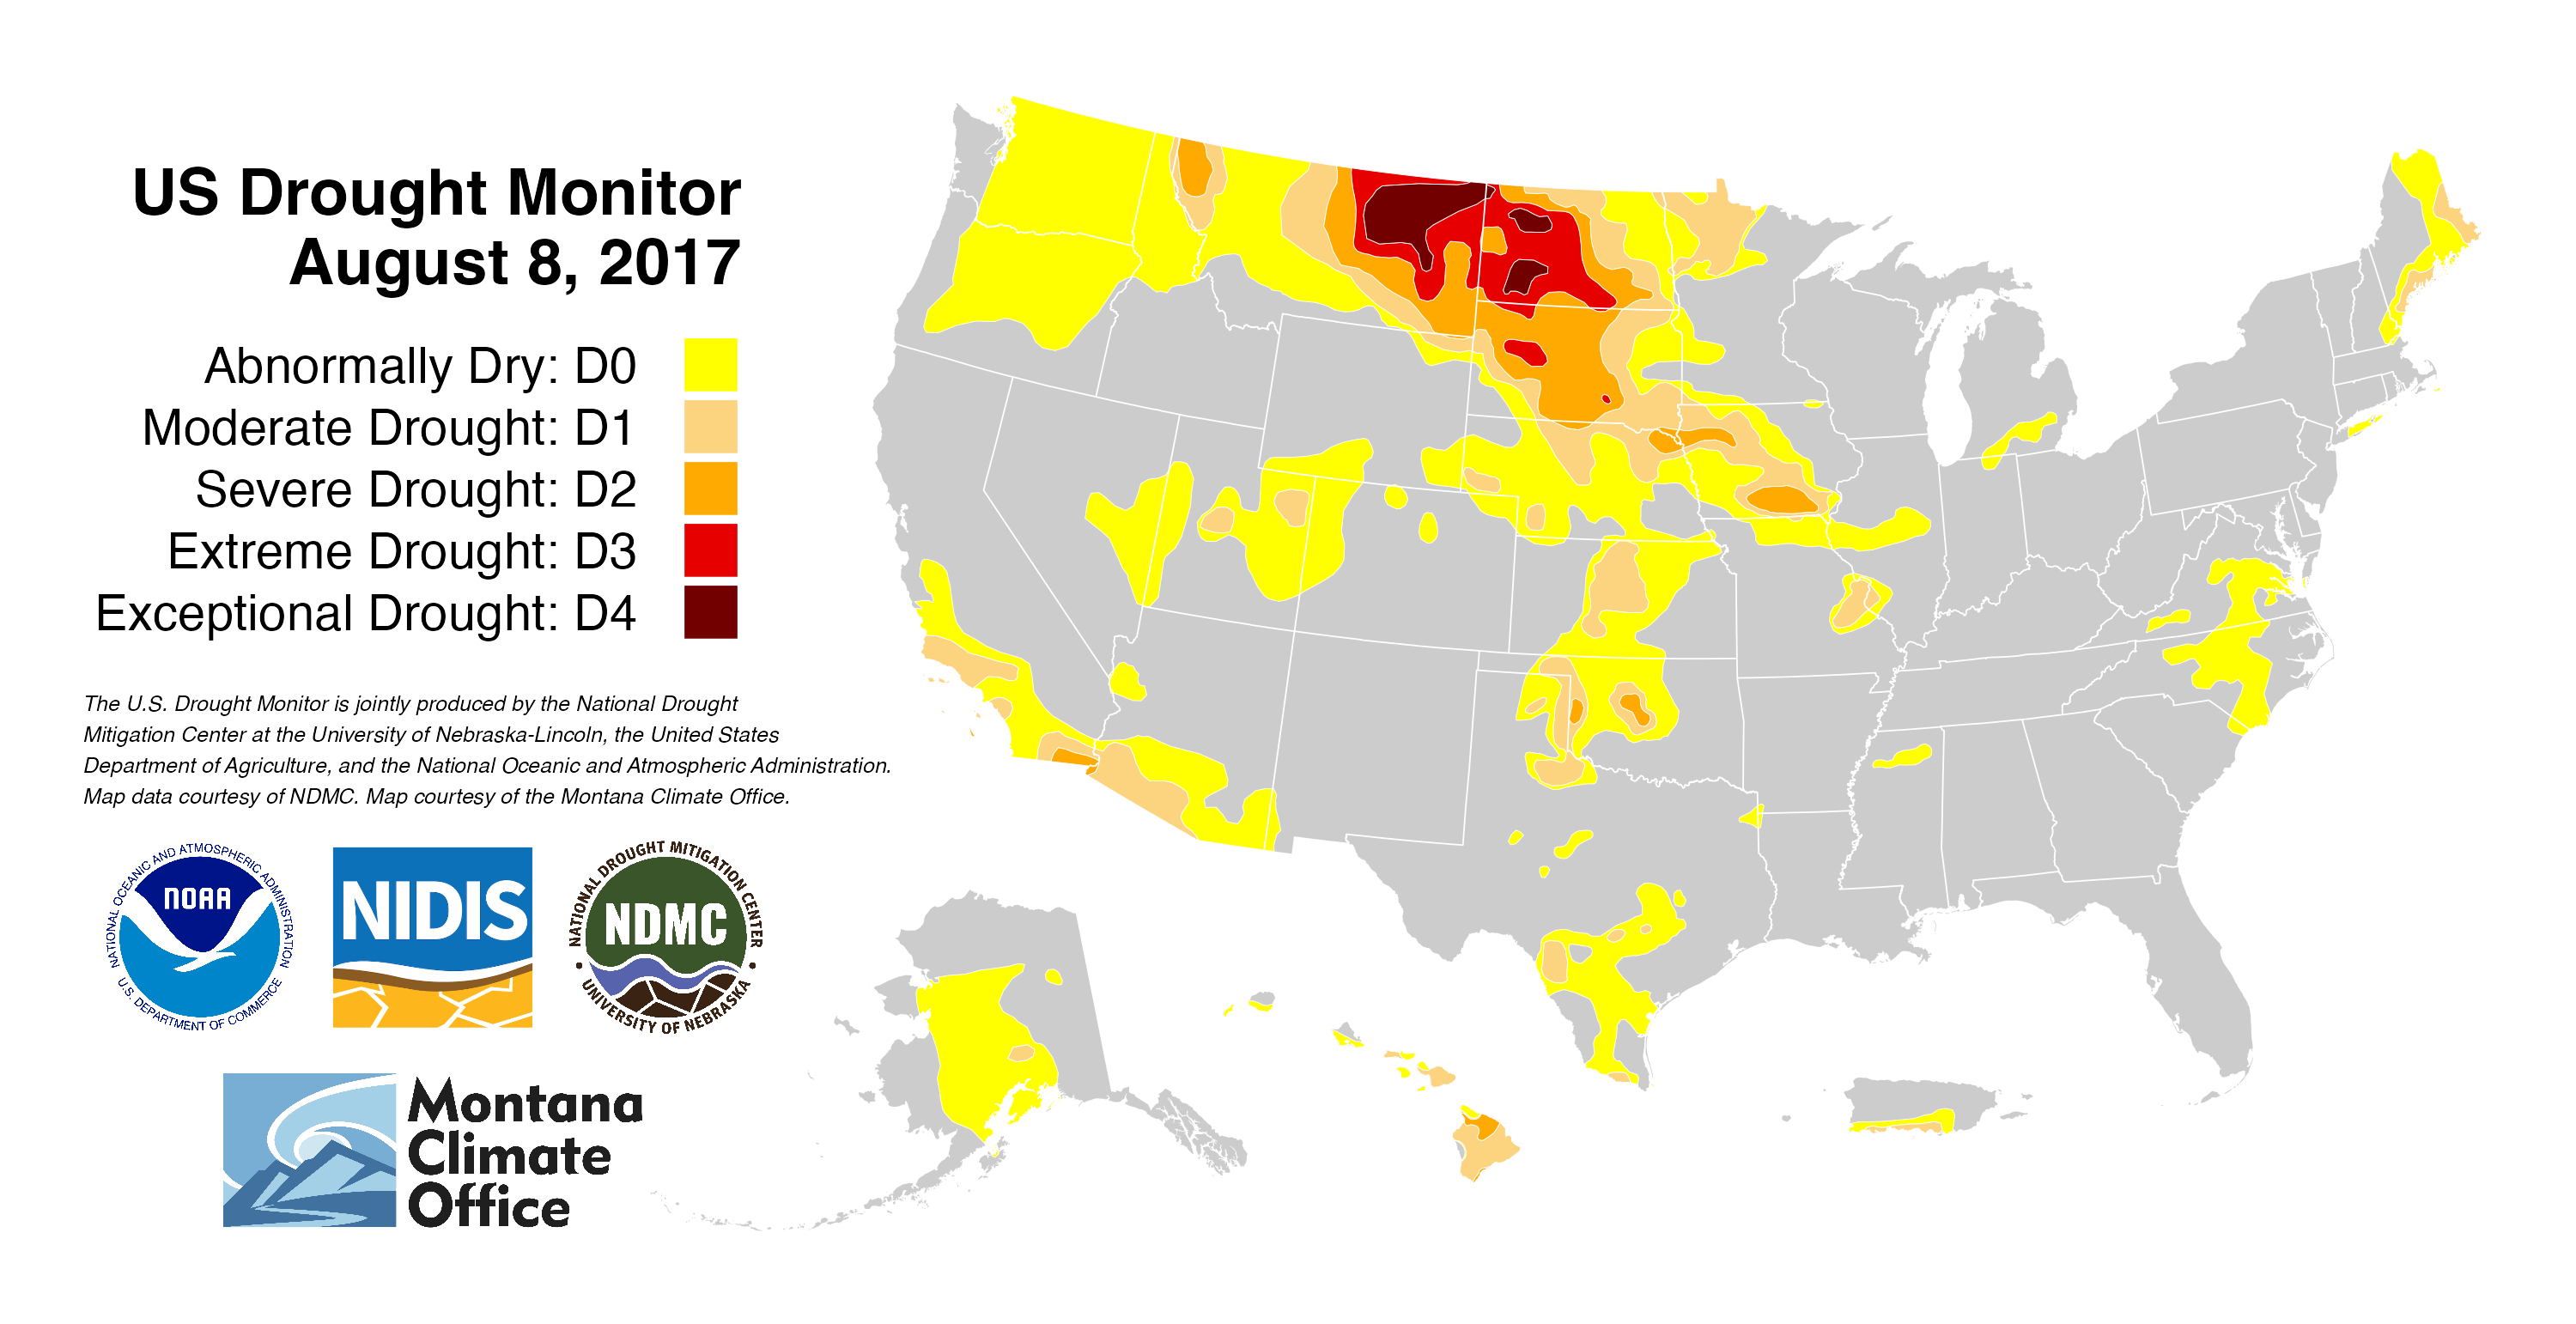 US Drought Monitor
August 8, 2017
Abnormally Dry: D0
Moderate Drought: D1
Severe Drought: D2
Extreme Drought: D3
Exceptional Drought: D4
The U.S. Drought Monitor is jointly produced by the National Drought
Mitigation Center at the University of Nebraska-Lincoln, the United States
Department of Agriculture, and the National Oceanic and Atmospheric Administration.
Map data courtesy of NDMC. Map courtesy of the Montana Climate Office.
NATIONAL OCEANIC AND ATMOSPHERIC ADMINISTRATION
NOAA
U.S. DEPARTMENT OF COMMERCE
NIDIS
NATIONAL DROUGHT MITIGATION CENTER
NDMC
UNIVERSITY OF NEBRASKA
Montana
Climate
Office